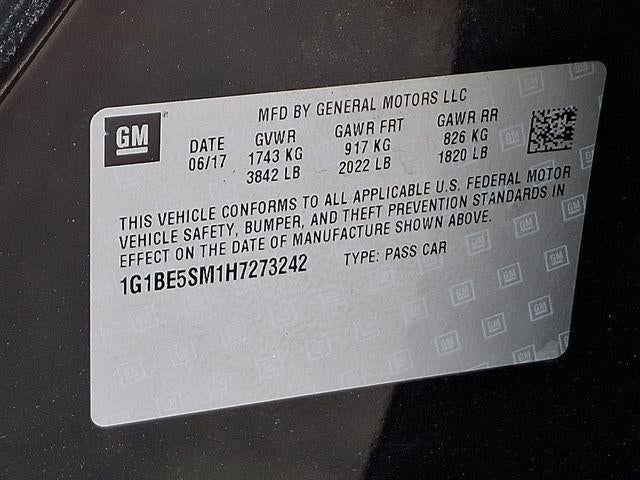 GM
MFD BY GENERAL MOTORS LLC
DATE GVWR GAWR FRT GAWR RR
06/17 1743 KG 917 KG 826 KG
3842 LB 2022 LB 1820 LB
THIS VEHICLE CONFORMS TO ALL APPLICABLE U.S. FEDERAL MOTOR
VEHICLE SAFETY, BUMPER, AND THEFT PREVENTION STANDARDS IN
EFFECT ON THE DATE OF MANUFACTURE SHOWN ABOVE.
1G1BE5SM1H7273242 TYPE: PASS CAR